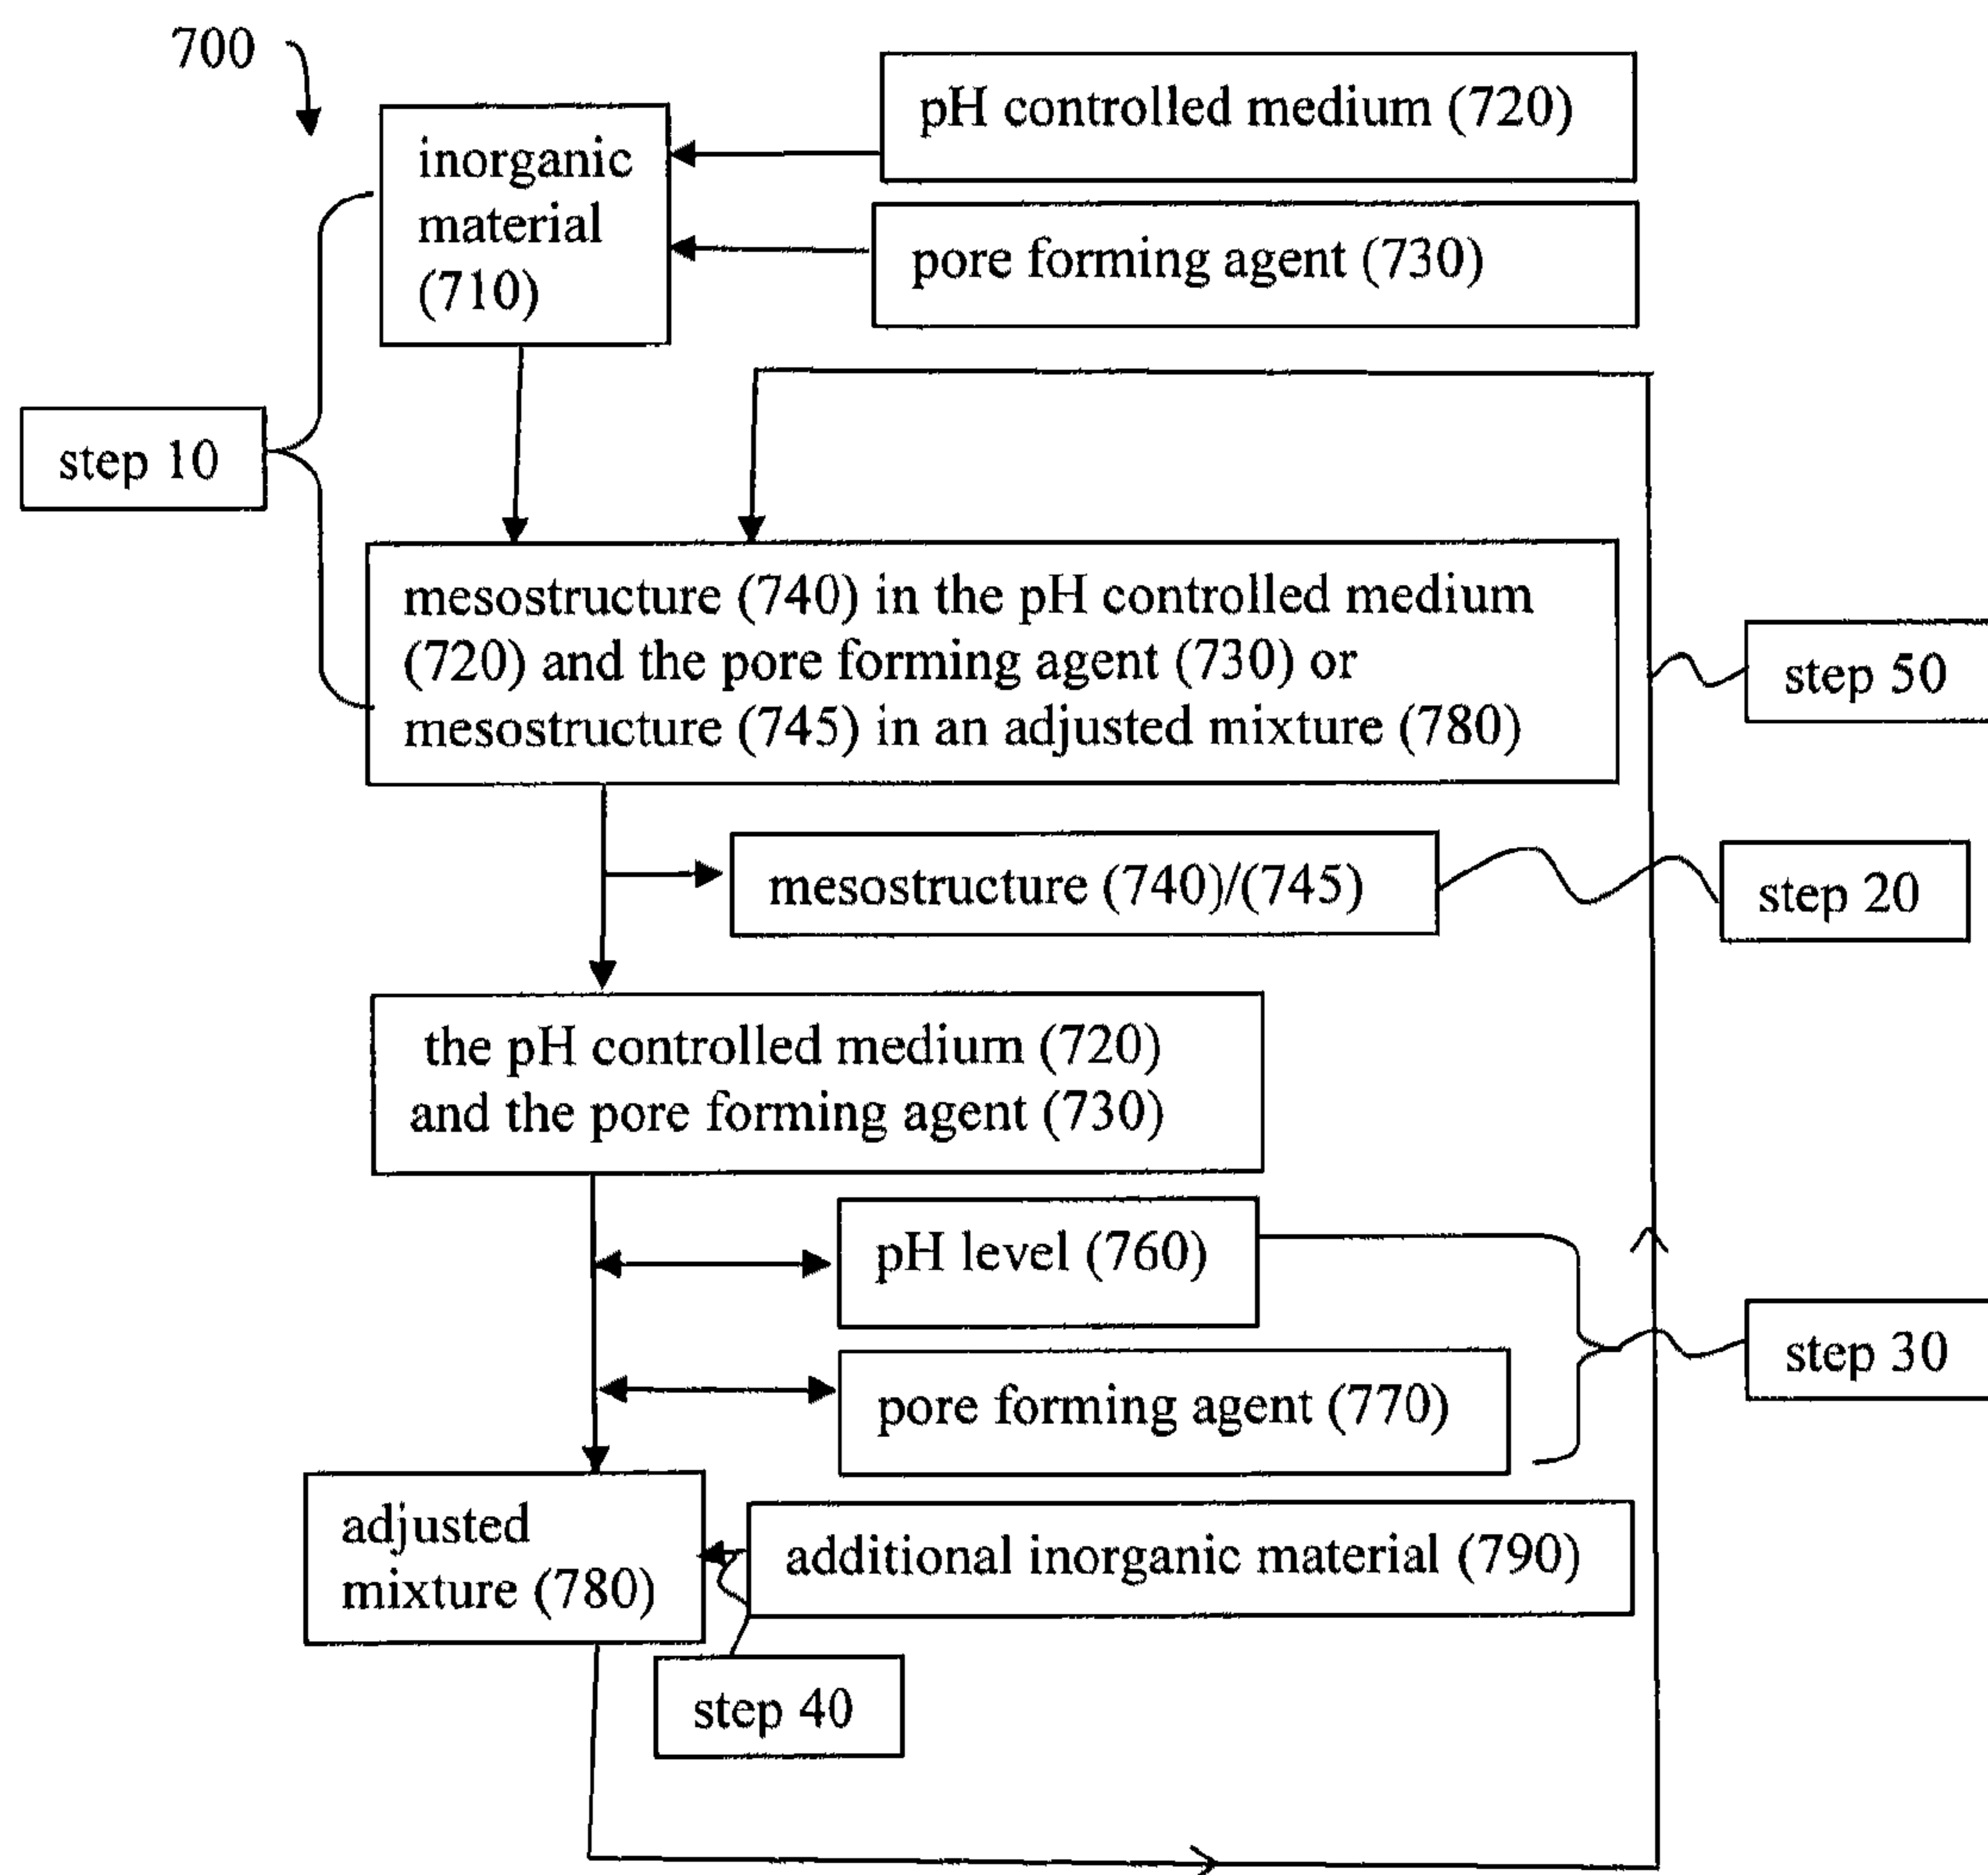 700
pH controlled medium (720)
inorganic
material
(710)
pore forming agent (730)
step 10
mesostructure (740) in the pH controlled medium
(720) and the pore forming agent (730) or
mesostructure (745) in an adjusted mixture (780)
step 50
mesostructure (740)/(745)
step 20
the pH controlled medium (720)
and the pore forming agent (730)
pH level (760)
step 30
pore forming agent (770)
adjusted
mixture (780)
additional inorganic material (790)
step 40